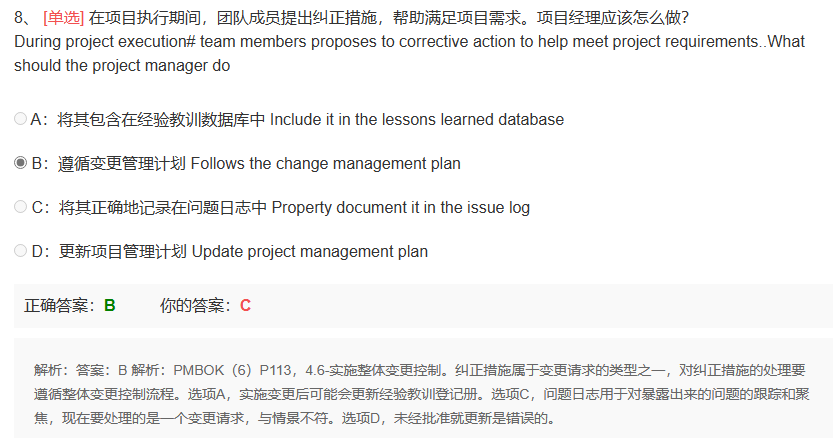 8、 [单选] 在项目执行期间，团队成员提出纠正措施，帮助满足项目需求。项目经理应该怎么做?
During project execution# team members proposes to corrective action to help meet project requirements..What
should the project manager do
A：将其包含在经验教训数据库中 Include it in the lessons learned database
B：遵循变更管理计划 Follows the change management plan
C：将其正确地记录在问题日志中 Property document it in the issue log
D：更新项目管理计划 Update project management plan
正确答案：B 你的答案：C
解析：答案：B 解析：PMBOK（6）P113，4.6-实施整体变更控制。纠正措施属于变更请求的类型之一，对纠正措施的处理要
遵循整体变更控制流程。选项A，实施变更后可能会更新经验教训登记册。选项C，问题日志用于对暴露出来的问题的跟踪和聚
焦，现在要处理的是一个变更请求，与情景不符。选项D，未经批准就更新是错误的。